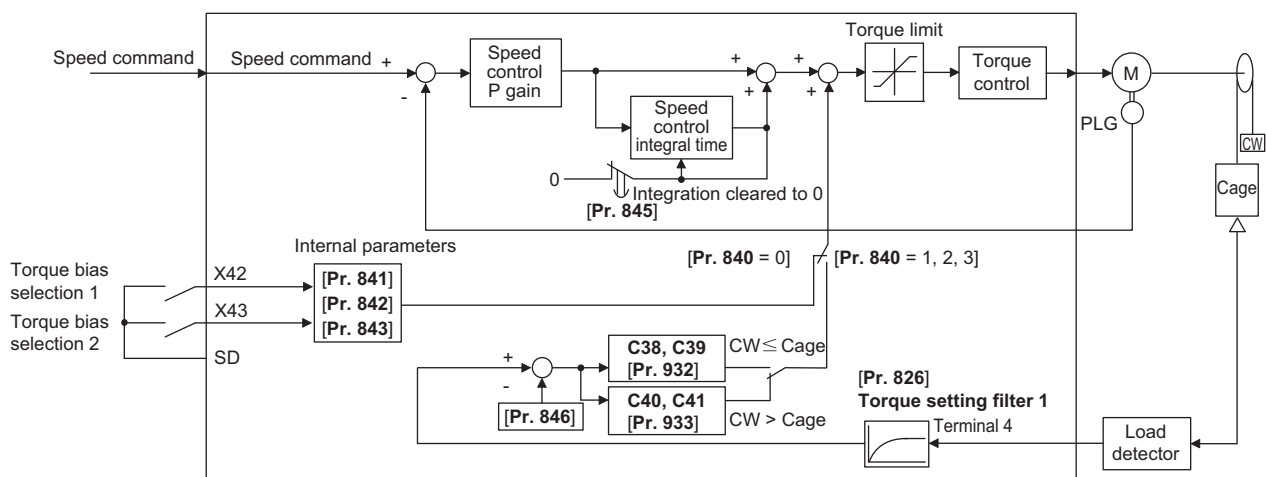 Speed command
Speed command
+
-
Speed
control
P gain
+
+
+
+
Torque limit
Torque
control
M
PLG
CW
Cage
Speed
control
integral time
0
Integration cleared to 0
[Pr. 845]
[Pr. 840 = 0]
[Pr. 840 = 1, 2, 3]
Internal parameters
Torque bias
selection 1
X42
[Pr. 841]
[Pr. 842]
[Pr. 843]
Torque bias
selection 2
X43
SD
+
-
[Pr. 846]
C38, C39
[Pr. 932]
CW ≤ Cage
C40, C41
[Pr. 933]
CW > Cage
[Pr. 826]
Torque setting filter 1
Terminal 4
Load
detector